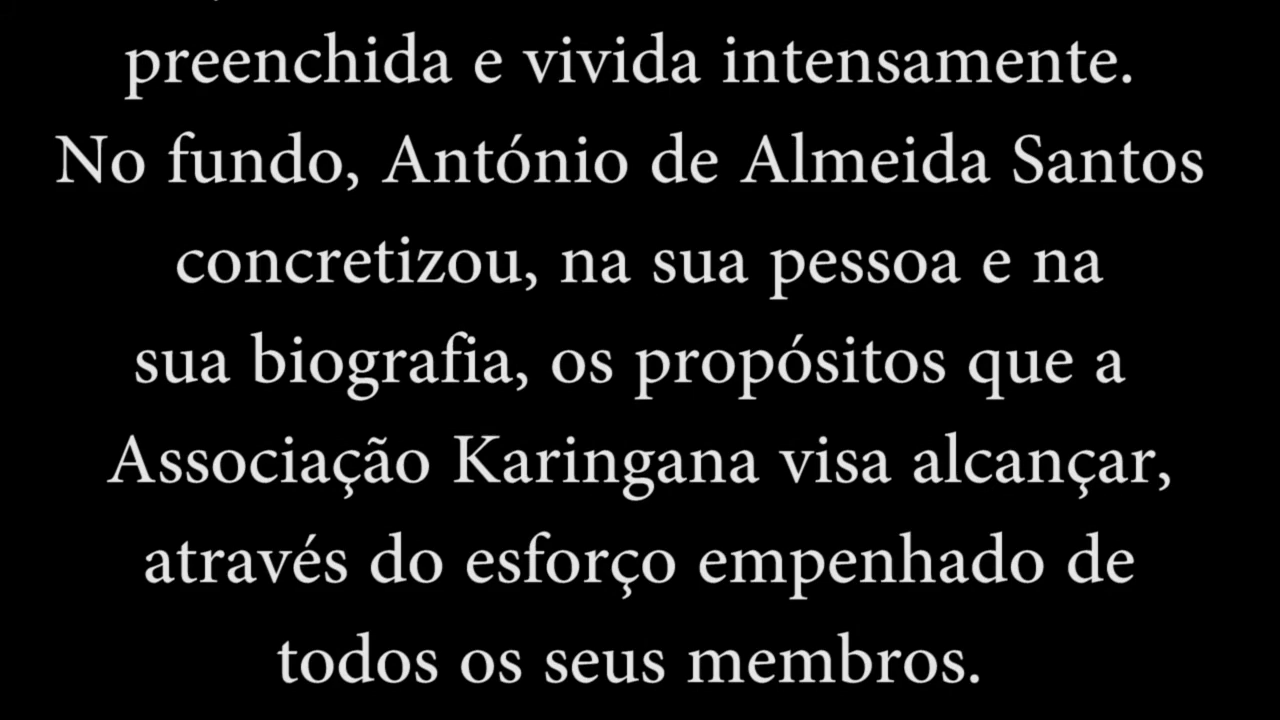 preenchida e vivida intensamente.
No fundo, António de Almeida Santos
concretizou, na sua pessoa e na
sua biografia, os propósitos que a
Associação Karingana visa alcançar,
através do esforço empenhado de
todos os seus membros.